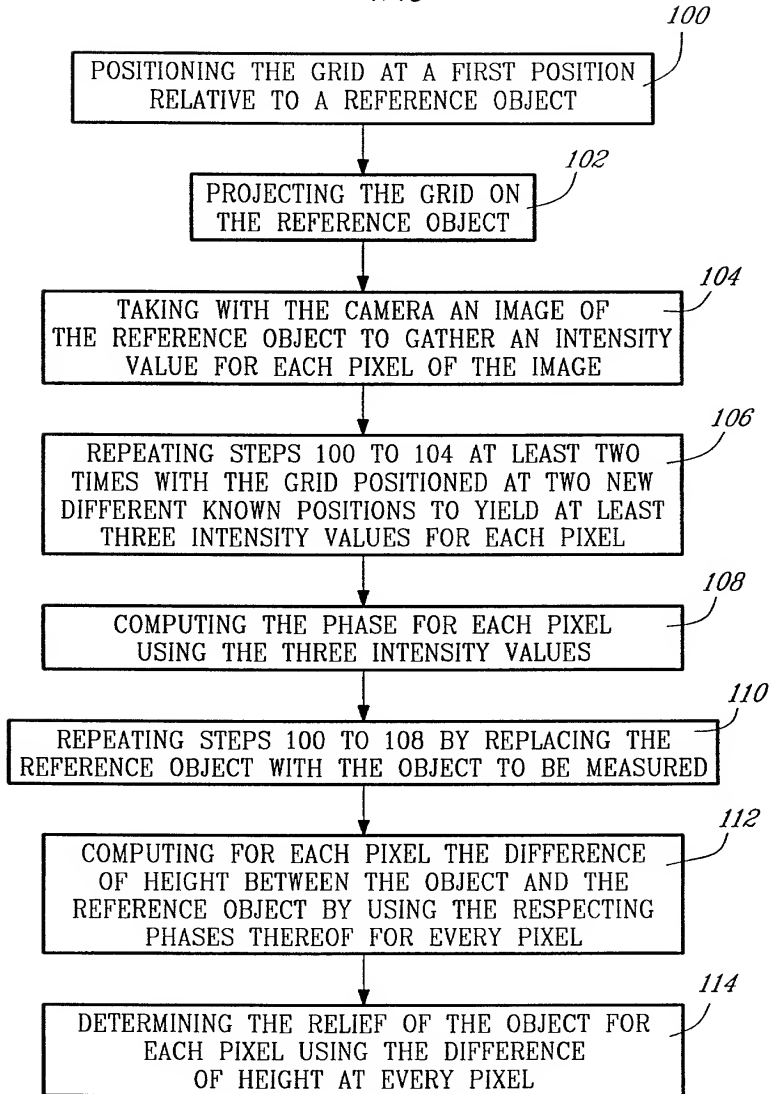 100
POSITIONING THE GRID AT A FIRST POSITION
RELATIVE TO A REFERENCE OBJECT
102
PROJECTING THE GRID ON
THE REFERENCE OBJECT
104
TAKING WITH THE CAMERA AN IMAGE OF
THE REFERENCE OBJECT TO GATHER AN INTENSITY
VALUE FOR EACH PIXEL OF THE IMAGE
106
REPEATING STEPS 100 TO 104 AT LEAST TWO
TIMES WITH THE GRID POSITIONED AT TWO NEW
DIFFERENT KNOWN POSITIONS TO YIELD AT LEAST
THREE INTENSITY VALUES FOR EACH PIXEL
108
COMPUTING THE PHASE FOR EACH PIXEL
USING THE THREE INTENSITY VALUES
110
REPEATING STEPS 100 TO 108 BY REPLACING THE
REFERENCE OBJECT WITH THE OBJECT TO BE MEASURED
112
COMPUTING FOR EACH PIXEL THE DIFFERENCE
OF HEIGHT BETWEEN THE OBJECT AND THE
REFERENCE OBJECT BY USING THE RESPECTING
PHASES THEREOF FOR EVERY PIXEL
114
DETERMINING THE RELIEF OF THE OBJECT FOR
EACH PIXEL USING THE DIFFERENCE
OF HEIGHT AT EVERY PIXEL